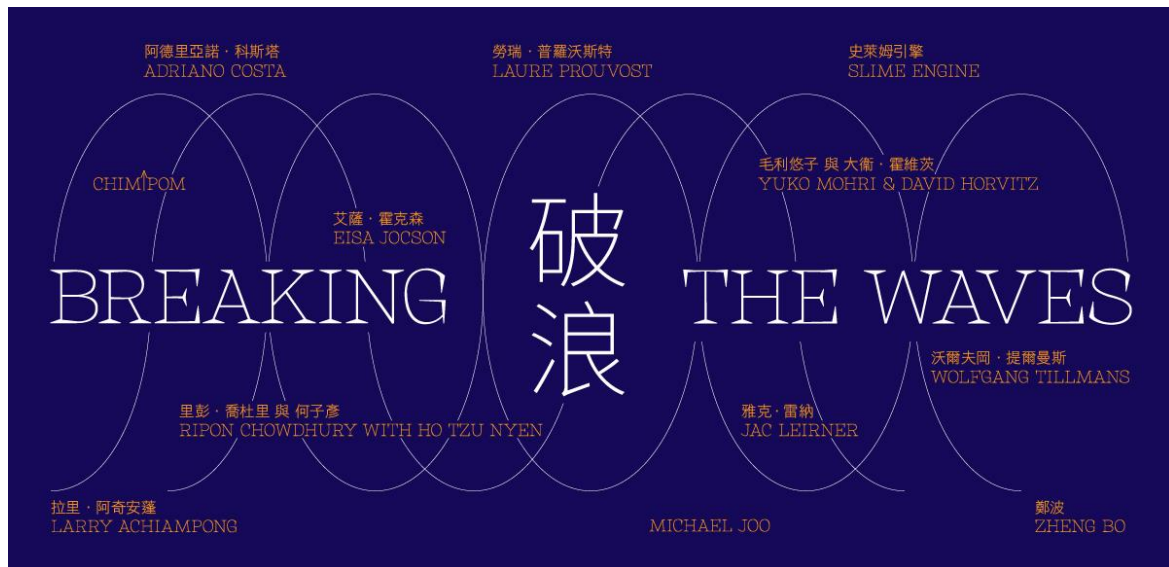 阿德里亞諾·科斯塔
ADRIANO COSTA
勞瑞·普羅沃斯特
LAURE PROUVOST
史萊姆引擎
SLIME ENGINE
CHIM↑POM
毛利悠子 與 大衞·霍維茨
YUKO MOHRI & DAVID HORVITZ
艾薩·霍克森
EISA JOCSON
BREAKING
破
浪
THE WAVES
沃爾夫岡·提爾曼斯
WOLFGANG TILLMANS
里彭·喬杜里 與 何子彥
RIPON CHOWDHURY WITH HO TZU NYEN
雅克·雷納
JAC LEIRNER
拉里·阿奇安蓬
LARRY ACHIAMPONG
MICHAEL JOO
鄭波
ZHENG BO